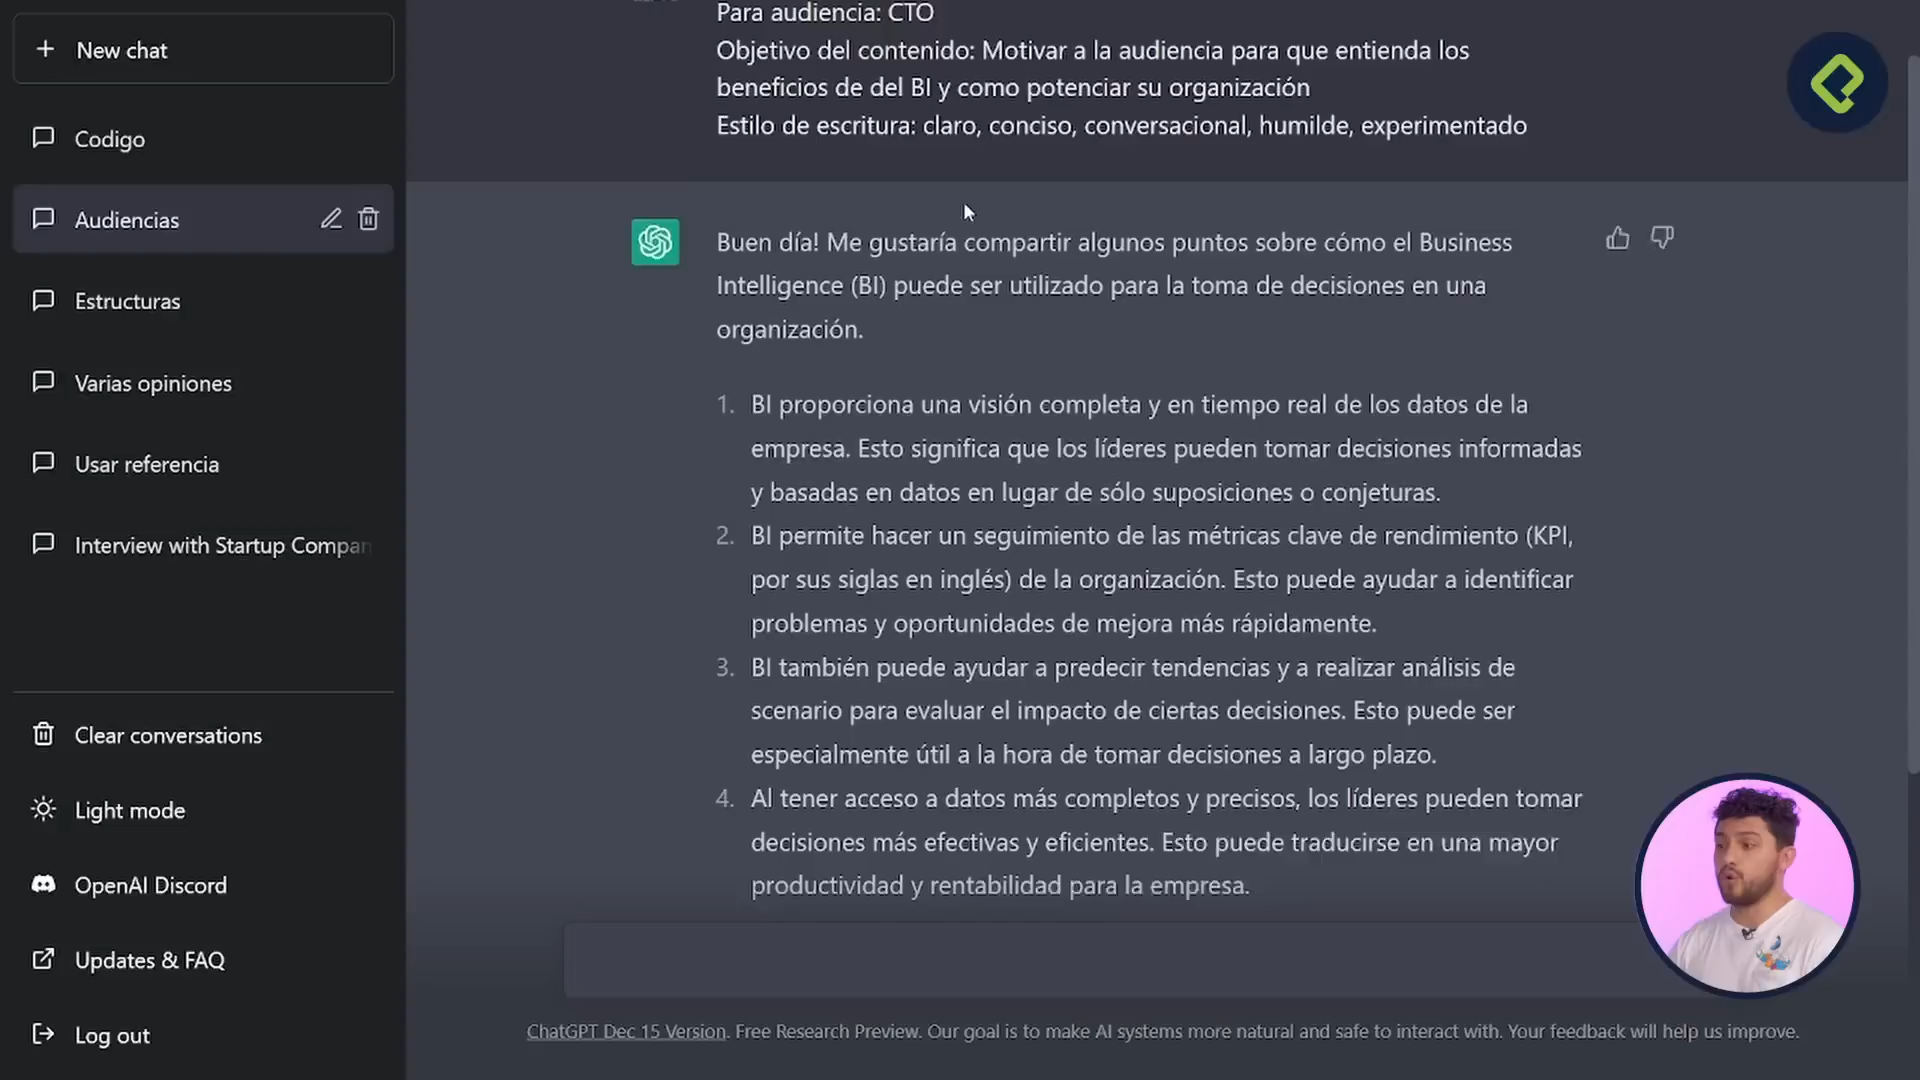 New chat
Codigo
Audiencias
Estructuras
Varias opiniones
Usar referencia
Interview with Startup Compan
Clear conversations
Light mode
OpenAI Discord
Updates & FAQ
Log out
Para audiencia: CTO
Objetivo del contenido: Motivar a la audiencia para que entienda los
beneficios de del BI y como potenciar su organización
Estilo de escritura: claro, conciso, conversacional, humilde, experimentado
Buen día! Me gustaría compartir algunos puntos sobre cómo el Business
Intelligence (BI) puede ser utilizado para la toma de decisiones en una
organización.
1. BI proporciona una visión completa y en tiempo real de los datos de la
empresa. Esto significa que los líderes pueden tomar decisiones informadas
y basadas en datos en lugar de sólo suposiciones o conjeturas.
2. BI permite hacer un seguimiento de las métricas clave de rendimiento (KPI,
por sus siglas en inglés) de la organización. Esto puede ayudar a identificar
problemas y oportunidades de mejora más rápidamente.
3. BI también puede ayudar a predecir tendencias y a realizar análisis de
scenario para evaluar el impacto de ciertas decisiones. Esto puede ser
especialmente útil a la hora de tomar decisiones a largo plazo.
4. Al tener acceso a datos más completos y precisos, los líderes pueden tomar
decisiones más efectivas y eficientes. Esto puede traducirse en una mayor
productividad y rentabilidad para la empresa.
ChatGPT Dec 15 Version. Free Research Preview. Our goal is to make AI systems more natural and safe to interact with. Your feedback will help us improve.